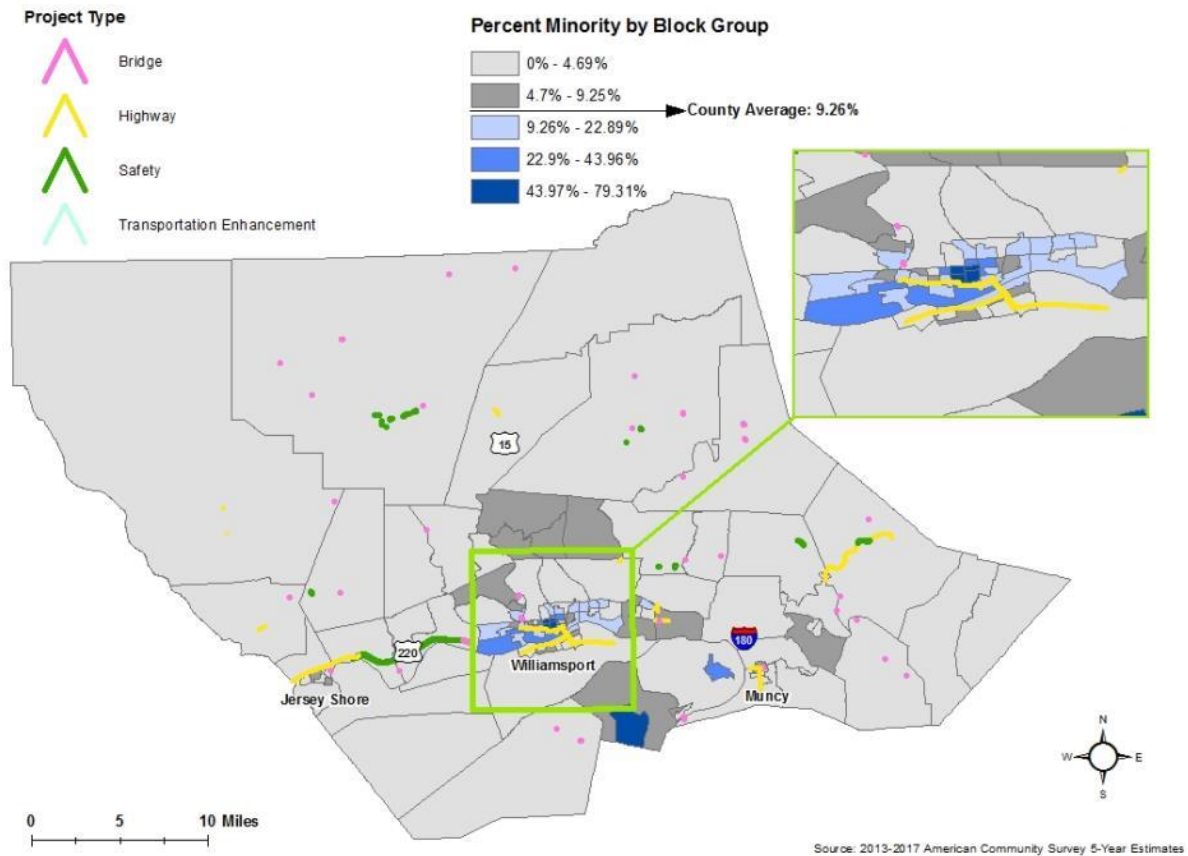 Project Type
Bridge
Highway
Safety
Transportation Enhancement
Percent Minority by Block Group
0% - 4.69%
4.7% - 9.25%
County Average: 9.26%
9.26% - 22.89%
22.9% - 43.96%
43.97% - 79.31%
15
220
180
Williamsport
Jersey Shore
Muncy
N
W
E
S
0 5 10 Miles
Source: 2013-2017 American Community Survey 5-Year Estimates